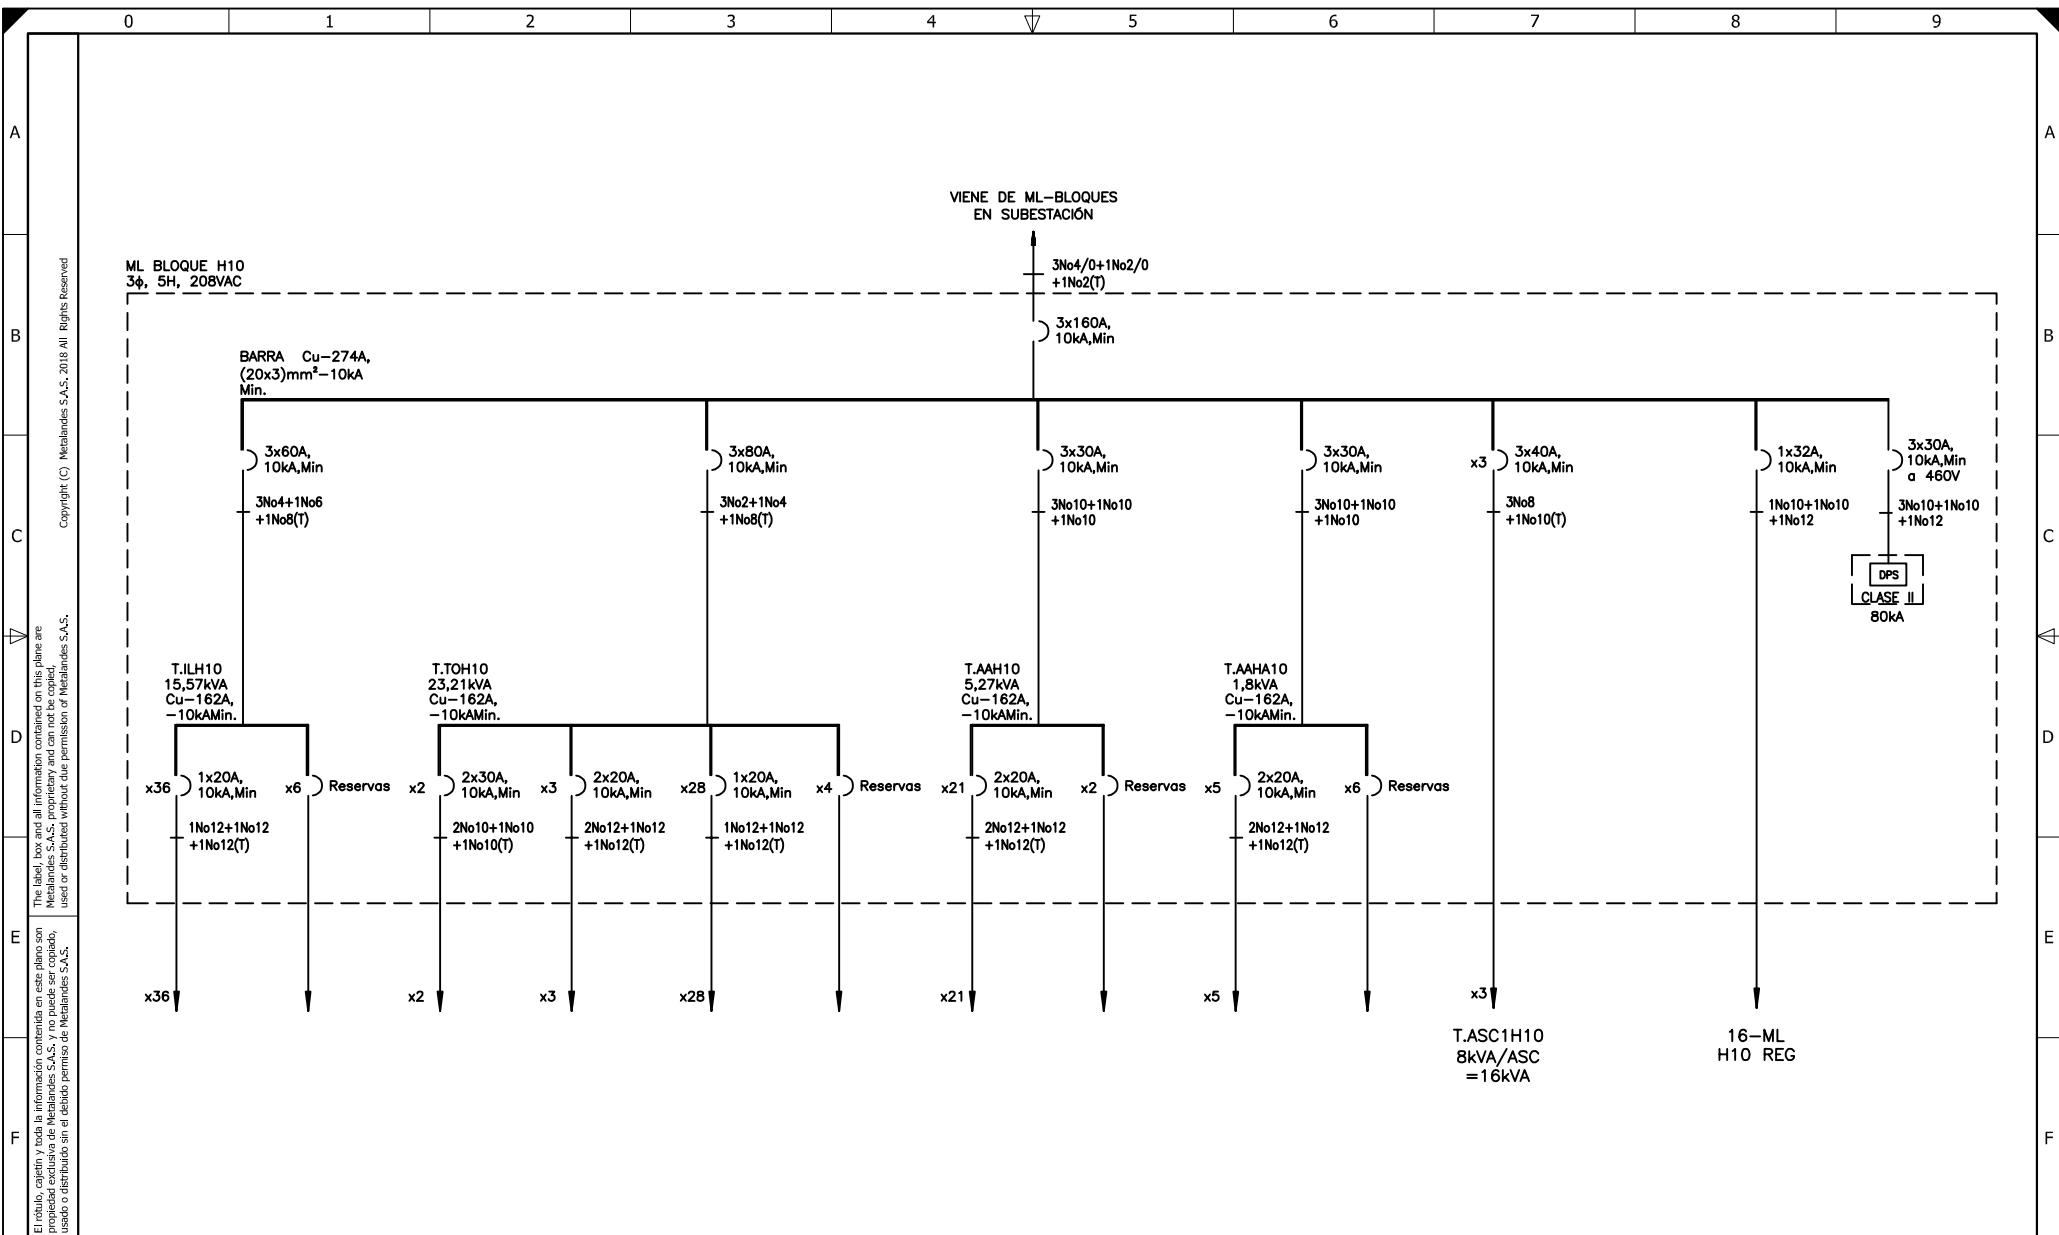 0 1 2 3 4 5 6 7 8 9
A A
VIENE DE ML-BLOQUES
EN SUBESTACIÓN
ML BLOQUE H10
3ϕ, 5H, 208VAC
3No4/0+1No2/0
+1No2(T)
B B
3x160A,
10kA,Min
BARRA Cu-274A,
(20x3)mm²-10kA
Min.
3x60A,
10kA,Min
3No4+1No6
+1No8(T)
3x80A,
10kA,Min
3No2+1No4
+1No8(T)
3x30A,
10kA,Min
3No10+1No10
+1No10
3x30A,
10kA,Min
3No10+1No10
+1No10
x3
3x40A,
10kA,Min
3No8
+1No10(T)
1x32A,
10kA,Min
1No10+1No10
+1No12
3x30A,
10kA,Min
a 460V
3No10+1No10
+1No12
C C
DPS
CLASE II
80kA
T.ILH10
15,57kVA
Cu-162A,
-10kAMin.
T.TOH10
23,21kVA
Cu-162A,
-10kAMin.
T.AAH10
5,27kVA
Cu-162A,
-10kAMin.
T.AAHA10
1,8kVA
Cu-162A,
-10kAMin.
D D
x36
1x20A,
10kA,Min
1No12+1No12
+1No12(T)
x6
Reservas
x2
2x30A,
10kA,Min
2No10+1No10
+1No10(T)
x3
2x20A,
10kA,Min
2No12+1No12
+1No12(T)
x28
1x20A,
10kA,Min
1No12+1No12
+1No12(T)
x4
Reservas
x21
2x20A,
10kA,Min
2No12+1No12
+1No12(T)
x2
Reservas
x5
2x20A,
10kA,Min
2No12+1No12
+1No12(T)
x6
Reservas
E E
x36 x2 x3 x28 x21 x5 x3
T.ASC1H10
8kVA/ASC
=16kVA
16-ML
H10 REG
F F
Copyright (C) Metalandes S.A.S. 2018 All Rights Reserved
The label, box and all information contained on this plane are
Metalandes S.A.S. proprietary and can not be copied,
used or distributed without due permission of Metalandes S.A.S.
El rótulo, cajetín y toda la información contenida en este plano son
propiedad exclusiva de Metalandes S.A.S. y no puede ser copiado,
usado o distribuido sin el debido permiso de Metalandes S.A.S.